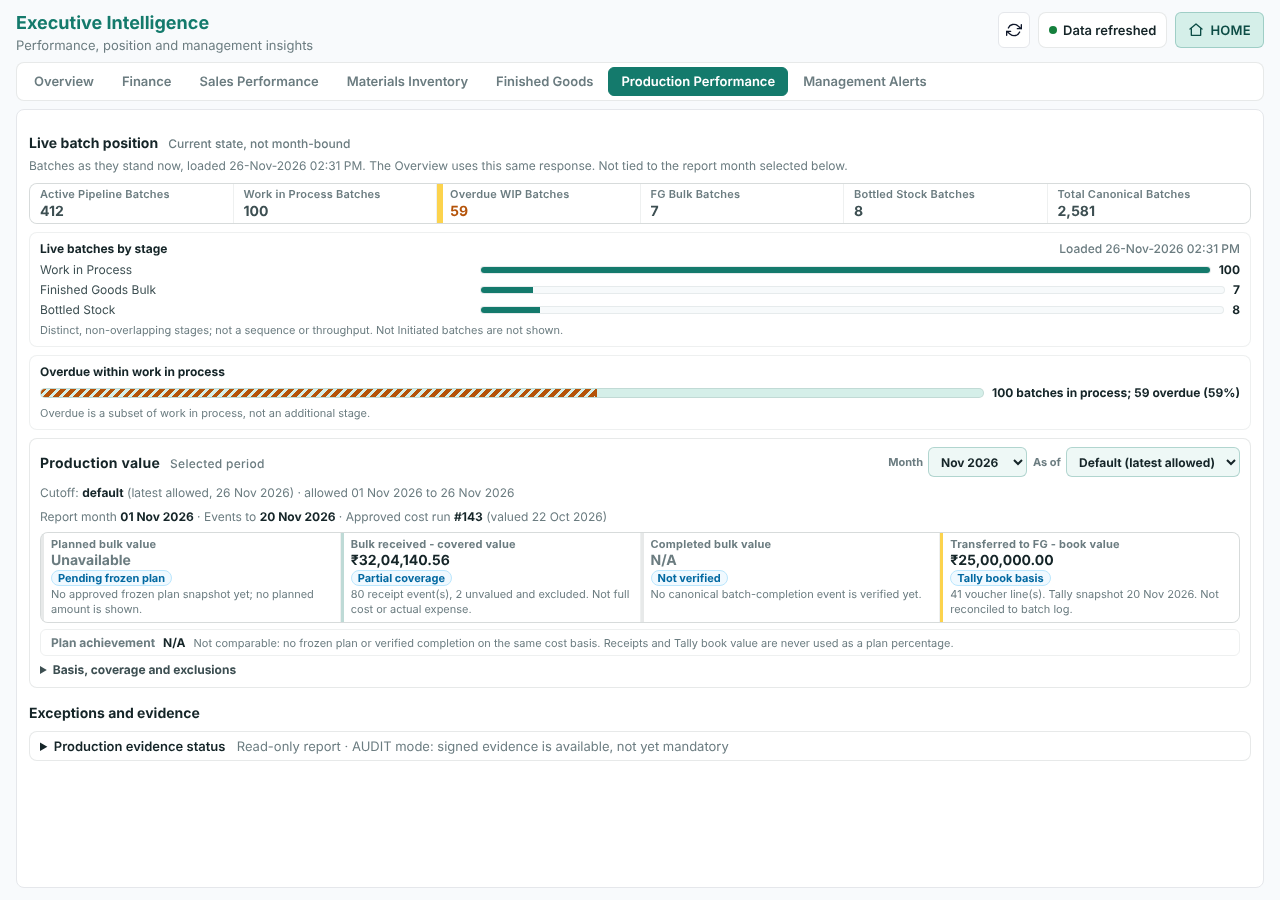 Executive Intelligence
Performance, position and management insights
Data refreshed
HOME
Overview Finance Sales Performance Materials Inventory Finished Goods Production Performance Management Alerts
Live batch position Current state, not month-bound
Batches as they stand now, loaded 26-Nov-2026 02:31 PM. The Overview uses this same response. Not tied to the report month selected below.
Active Pipeline Batches
412
Work in Process Batches
100
Overdue WIP Batches
59
FG Bulk Batches
7
Bottled Stock Batches
8
Total Canonical Batches
2,581
Live batches by stage Loaded 26-Nov-2026 02:31 PM
Work in Process 100
Finished Goods Bulk 7
Bottled Stock 8
Distinct, non-overlapping stages; not a sequence or throughput. Not Initiated batches are not shown.
Overdue within work in process
100 batches in process; 59 overdue (59%)
Overdue is a subset of work in process, not an additional stage.
Production value Selected period Month Nov 2026 As of Default (latest allowed)
Cutoff: default (latest allowed, 26 Nov 2026) · allowed 01 Nov 2026 to 26 Nov 2026
Report month 01 Nov 2026 · Events to 20 Nov 2026 · Approved cost run #143 (valued 22 Oct 2026)
Planned bulk value
Unavailable
Pending frozen plan
No approved frozen plan snapshot yet; no planned
amount is shown.
Bulk received - covered value
₹32,04,140.56
Partial coverage
80 receipt event(s), 2 unvalued and excluded. Not full
cost or actual expense.
Completed bulk value
N/A
Not verified
No canonical batch-completion event is verified yet.
Transferred to FG - book value
₹25,00,000.00
Tally book basis
41 voucher line(s). Tally snapshot 20 Nov 2026. Not
reconciled to batch log.
Plan achievement N/A Not comparable: no frozen plan or verified completion on the same cost basis. Receipts and Tally book value are never used as a plan percentage.
Basis, coverage and exclusions
Exceptions and evidence
Production evidence status Read-only report · AUDIT mode: signed evidence is available, not yet mandatory